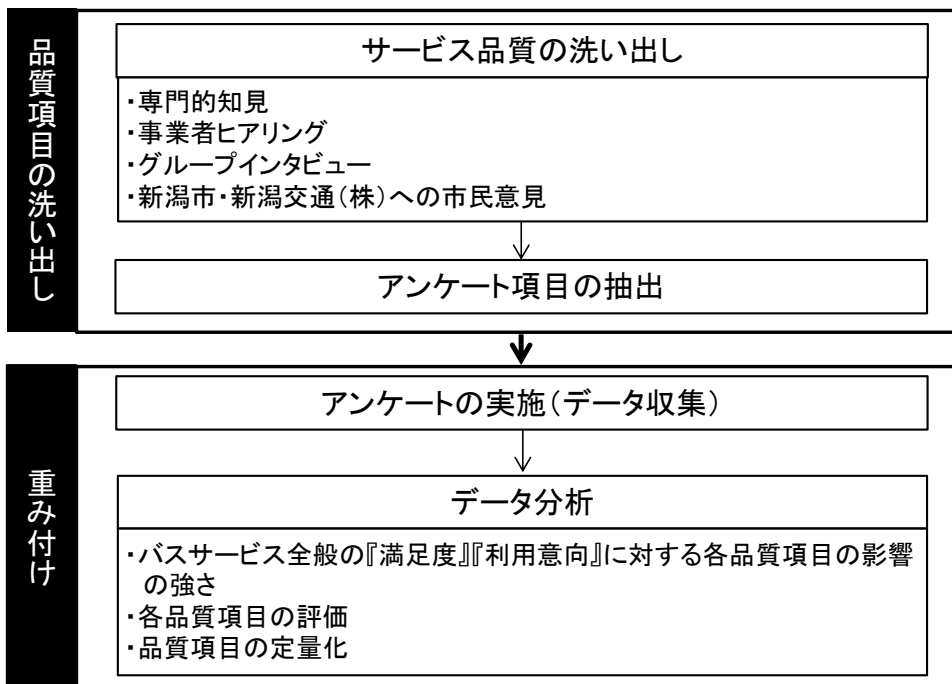 品質項目の洗い出し
サービス品質の洗い出し
・専門的知見
・事業者ヒアリング
・グループインタビュー
・新潟市・新潟交通(株)への市民意見
アンケート項目の抽出
重み付け
アンケートの実施(データ収集)
データ分析
・バスサービス全般の『満足度』『利用意向』に対する各品質項目の影響
の強さ
・各品質項目の評価
・品質項目の定量化